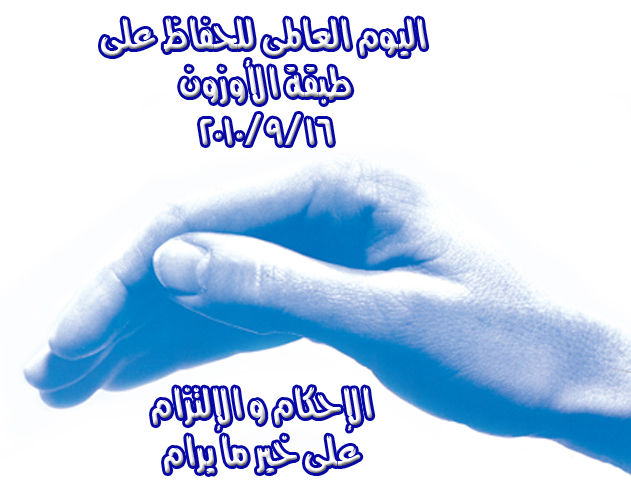 اليوم العالمى للحفاظ على
طبقة الأوزون
٢٠١٠/٩/١٦
الإحكام و الإلتزام
على خير ما يرام